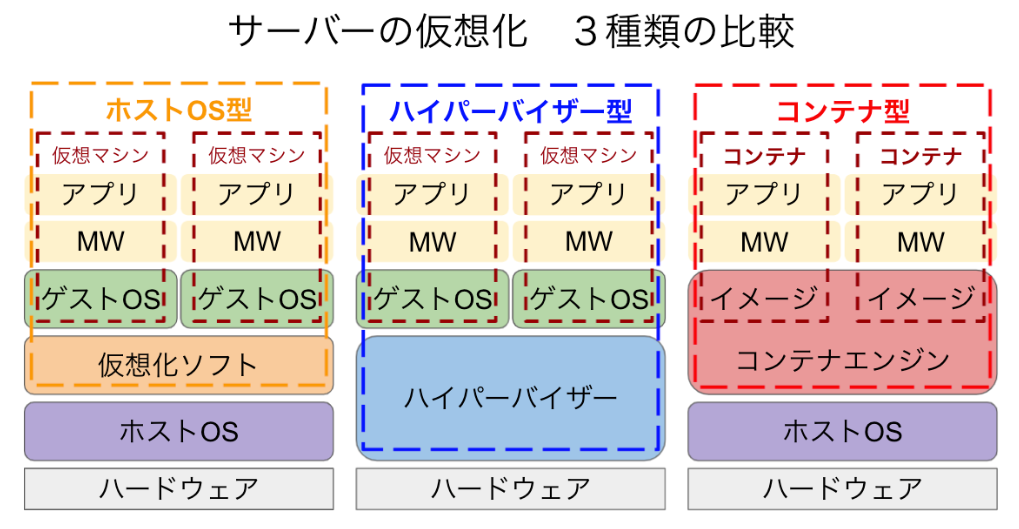 サーバーの仮想化　３種類の比較
ホストOS型
仮想マシン
仮想マシン
アプリ
アプリ
MW
MW
ゲストOS
ゲストOS
仮想化ソフト
ホストOS
ハードウェア
ハイパーバイザー型
仮想マシン
仮想マシン
アプリ
アプリ
MW
MW
ゲストOS
ゲストOS
ハイパーバイザー
ハードウェア
コンテナ型
コンテナ
コンテナ
アプリ
アプリ
MW
MW
イメージ
イメージ
コンテナエンジン
ホストOS
ハードウェア